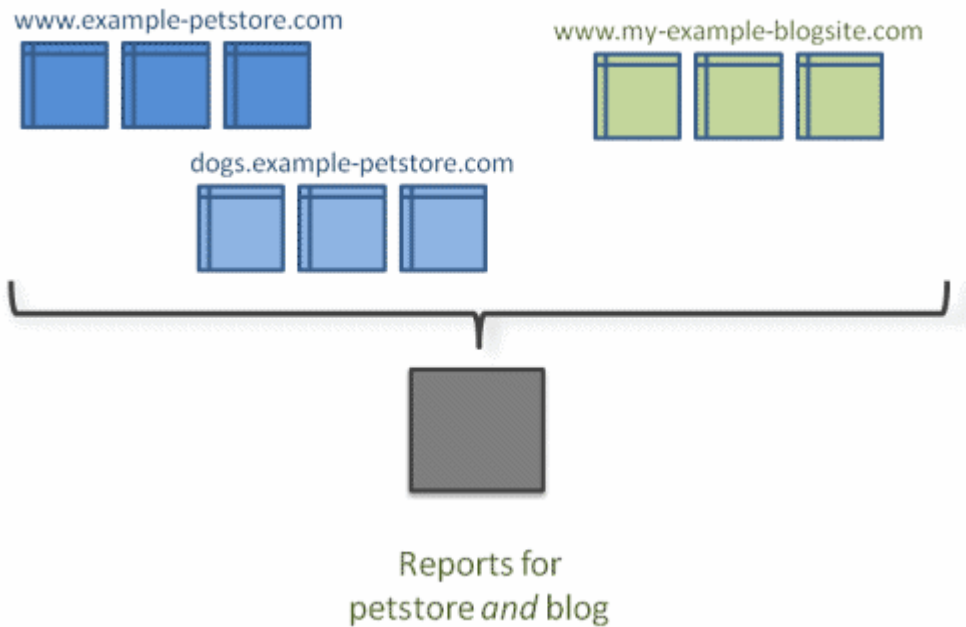 www.example-petstore.com
www.my-example-blogsite.com
dogs.example-petstore.com
Reports for
petstore and blog